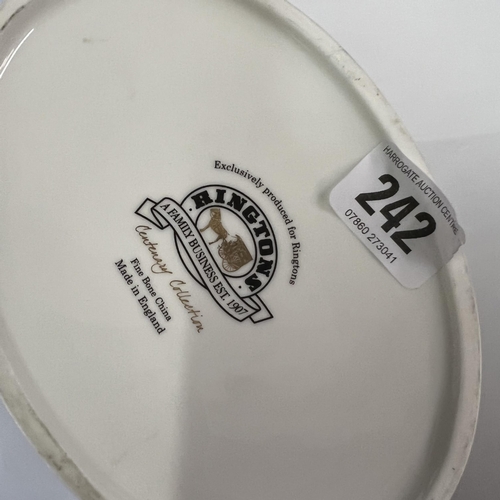 Exclusively produced for Ringtons
RINGTONS
A FAMILY BUSINESS EST. 1907
Centenary Collection
Fine Bone China
Made in England
HARROGATE AUCTION CENTRE
242
07860 273041